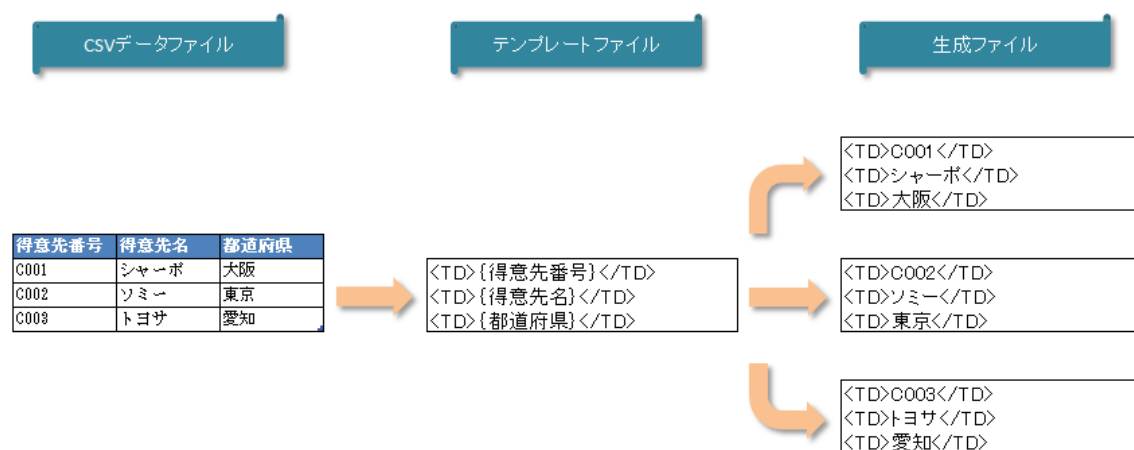 CSVデータファイル
テンプレートファイル
生成ファイル
得意先番号 得意先名 都道府県
C001 シャーポ 大阪
C002 ソミー 東京
C003 トヨサ 愛知
<TD>{得意先番号}</TD>
<TD>{得意先名}</TD>
<TD>{都道府県}</TD>
<TD>C001</TD>
<TD>シャーポ</TD>
<TD>大阪</TD>
<TD>C002</TD>
<TD>ソミー</TD>
<TD>東京</TD>
<TD>C003</TD>
<TD>トヨサ</TD>
<TD>愛知</TD>